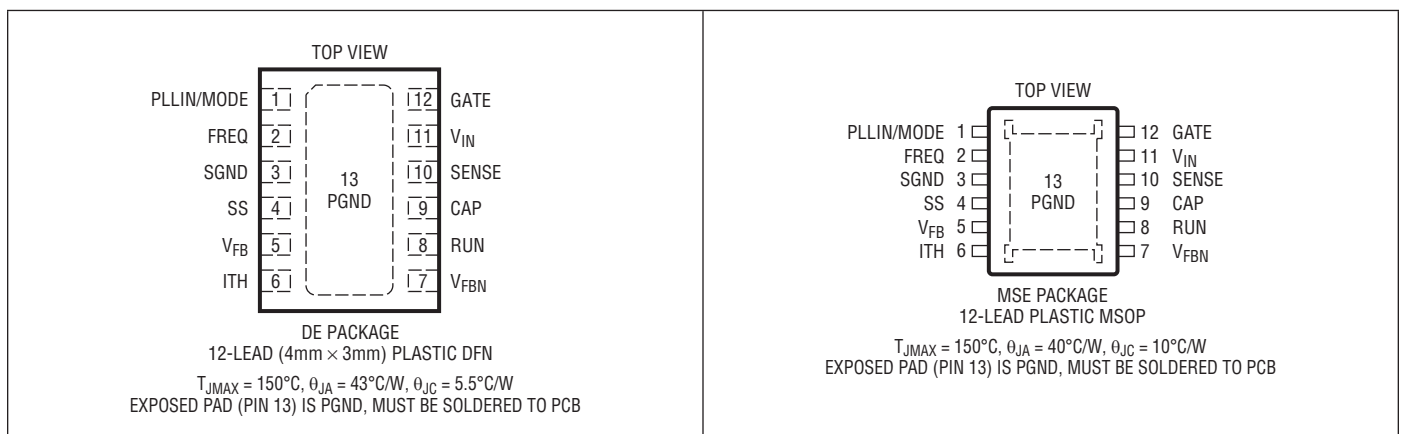 TOP VIEW
PLLIN/MODE 1 12 GATE
FREQ 2 11 VIN
SGND 3 10 SENSE
13
PGND
SS 4 9 CAP
VFB 5 8 RUN
ITH 6 7 VFBN
DE PACKAGE
12-LEAD (4mm × 3mm) PLASTIC DFN
TJMAX = 150°C, θJA = 43°C/W, θJC = 5.5°C/W
EXPOSED PAD (PIN 13) IS PGND, MUST BE SOLDERED TO PCB
TOP VIEW
PLLIN/MODE 1 12 GATE
FREQ 2 11 VIN
SGND 3 10 SENSE
13
PGND
SS 4 9 CAP
VFB 5 8 RUN
ITH 6 7 VFBN
MSE PACKAGE
12-LEAD PLASTIC MSOP
TJMAX = 150°C, θJA = 40°C/W, θJC = 10°C/W
EXPOSED PAD (PIN 13) IS PGND, MUST BE SOLDERED TO PCB